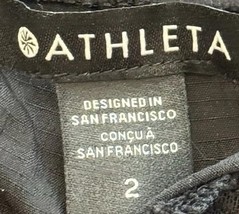 ATHLETA
DESIGNED IN
SAN FRANCISCO
CONÇU À
SAN FRANCISCO
2